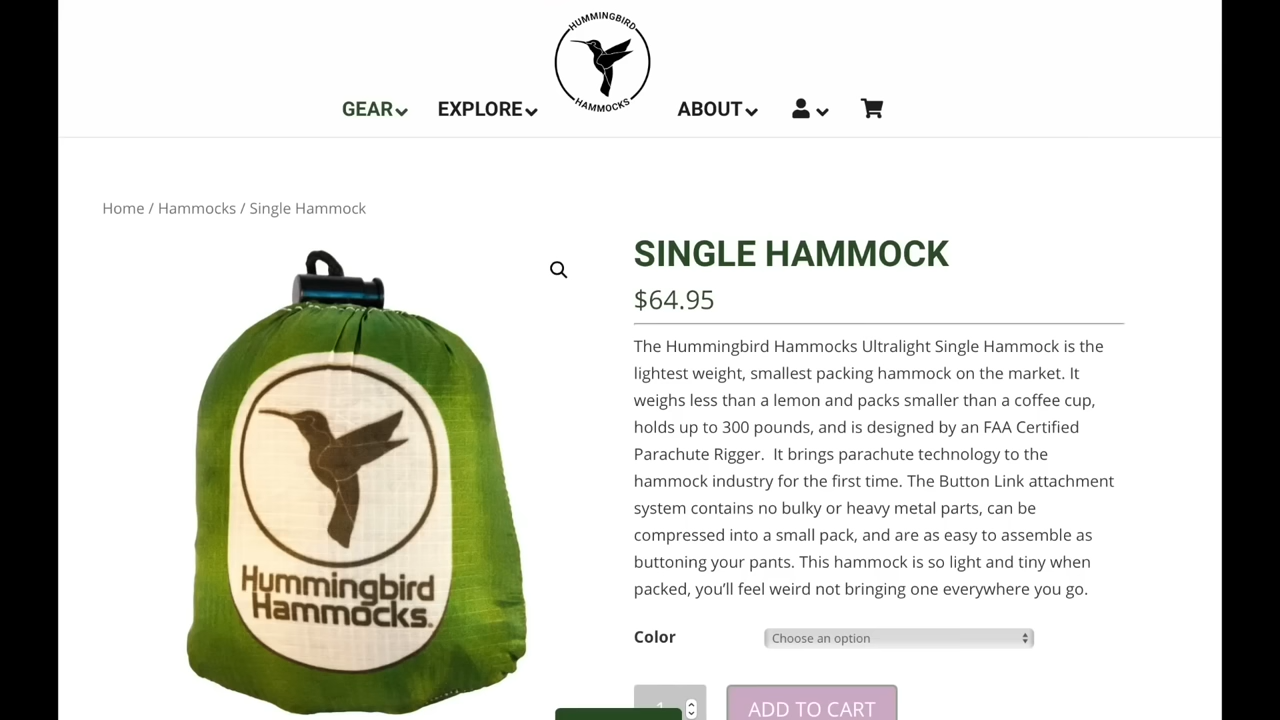 HUMMINGBIRD
HAMMOCKS
GEAR
EXPLORE
ABOUT
Home / Hammocks / Single Hammock
Hummingbird
Hammocks.
SINGLE HAMMOCK
$64.95
The Hummingbird Hammocks Ultralight Single Hammock is the
lightest weight, smallest packing hammock on the market. It
weighs less than a lemon and packs smaller than a coffee cup,
holds up to 300 pounds, and is designed by an FAA Certified
Parachute Rigger.  It brings parachute technology to the
hammock industry for the first time. The Button Link attachment
system contains no bulky or heavy metal parts, can be
compressed into a small pack, and are as easy to assemble as
buttoning your pants. This hammock is so light and tiny when
packed, you’ll feel weird not bringing one everywhere you go.
Color
Choose an option
1
ADD TO CART